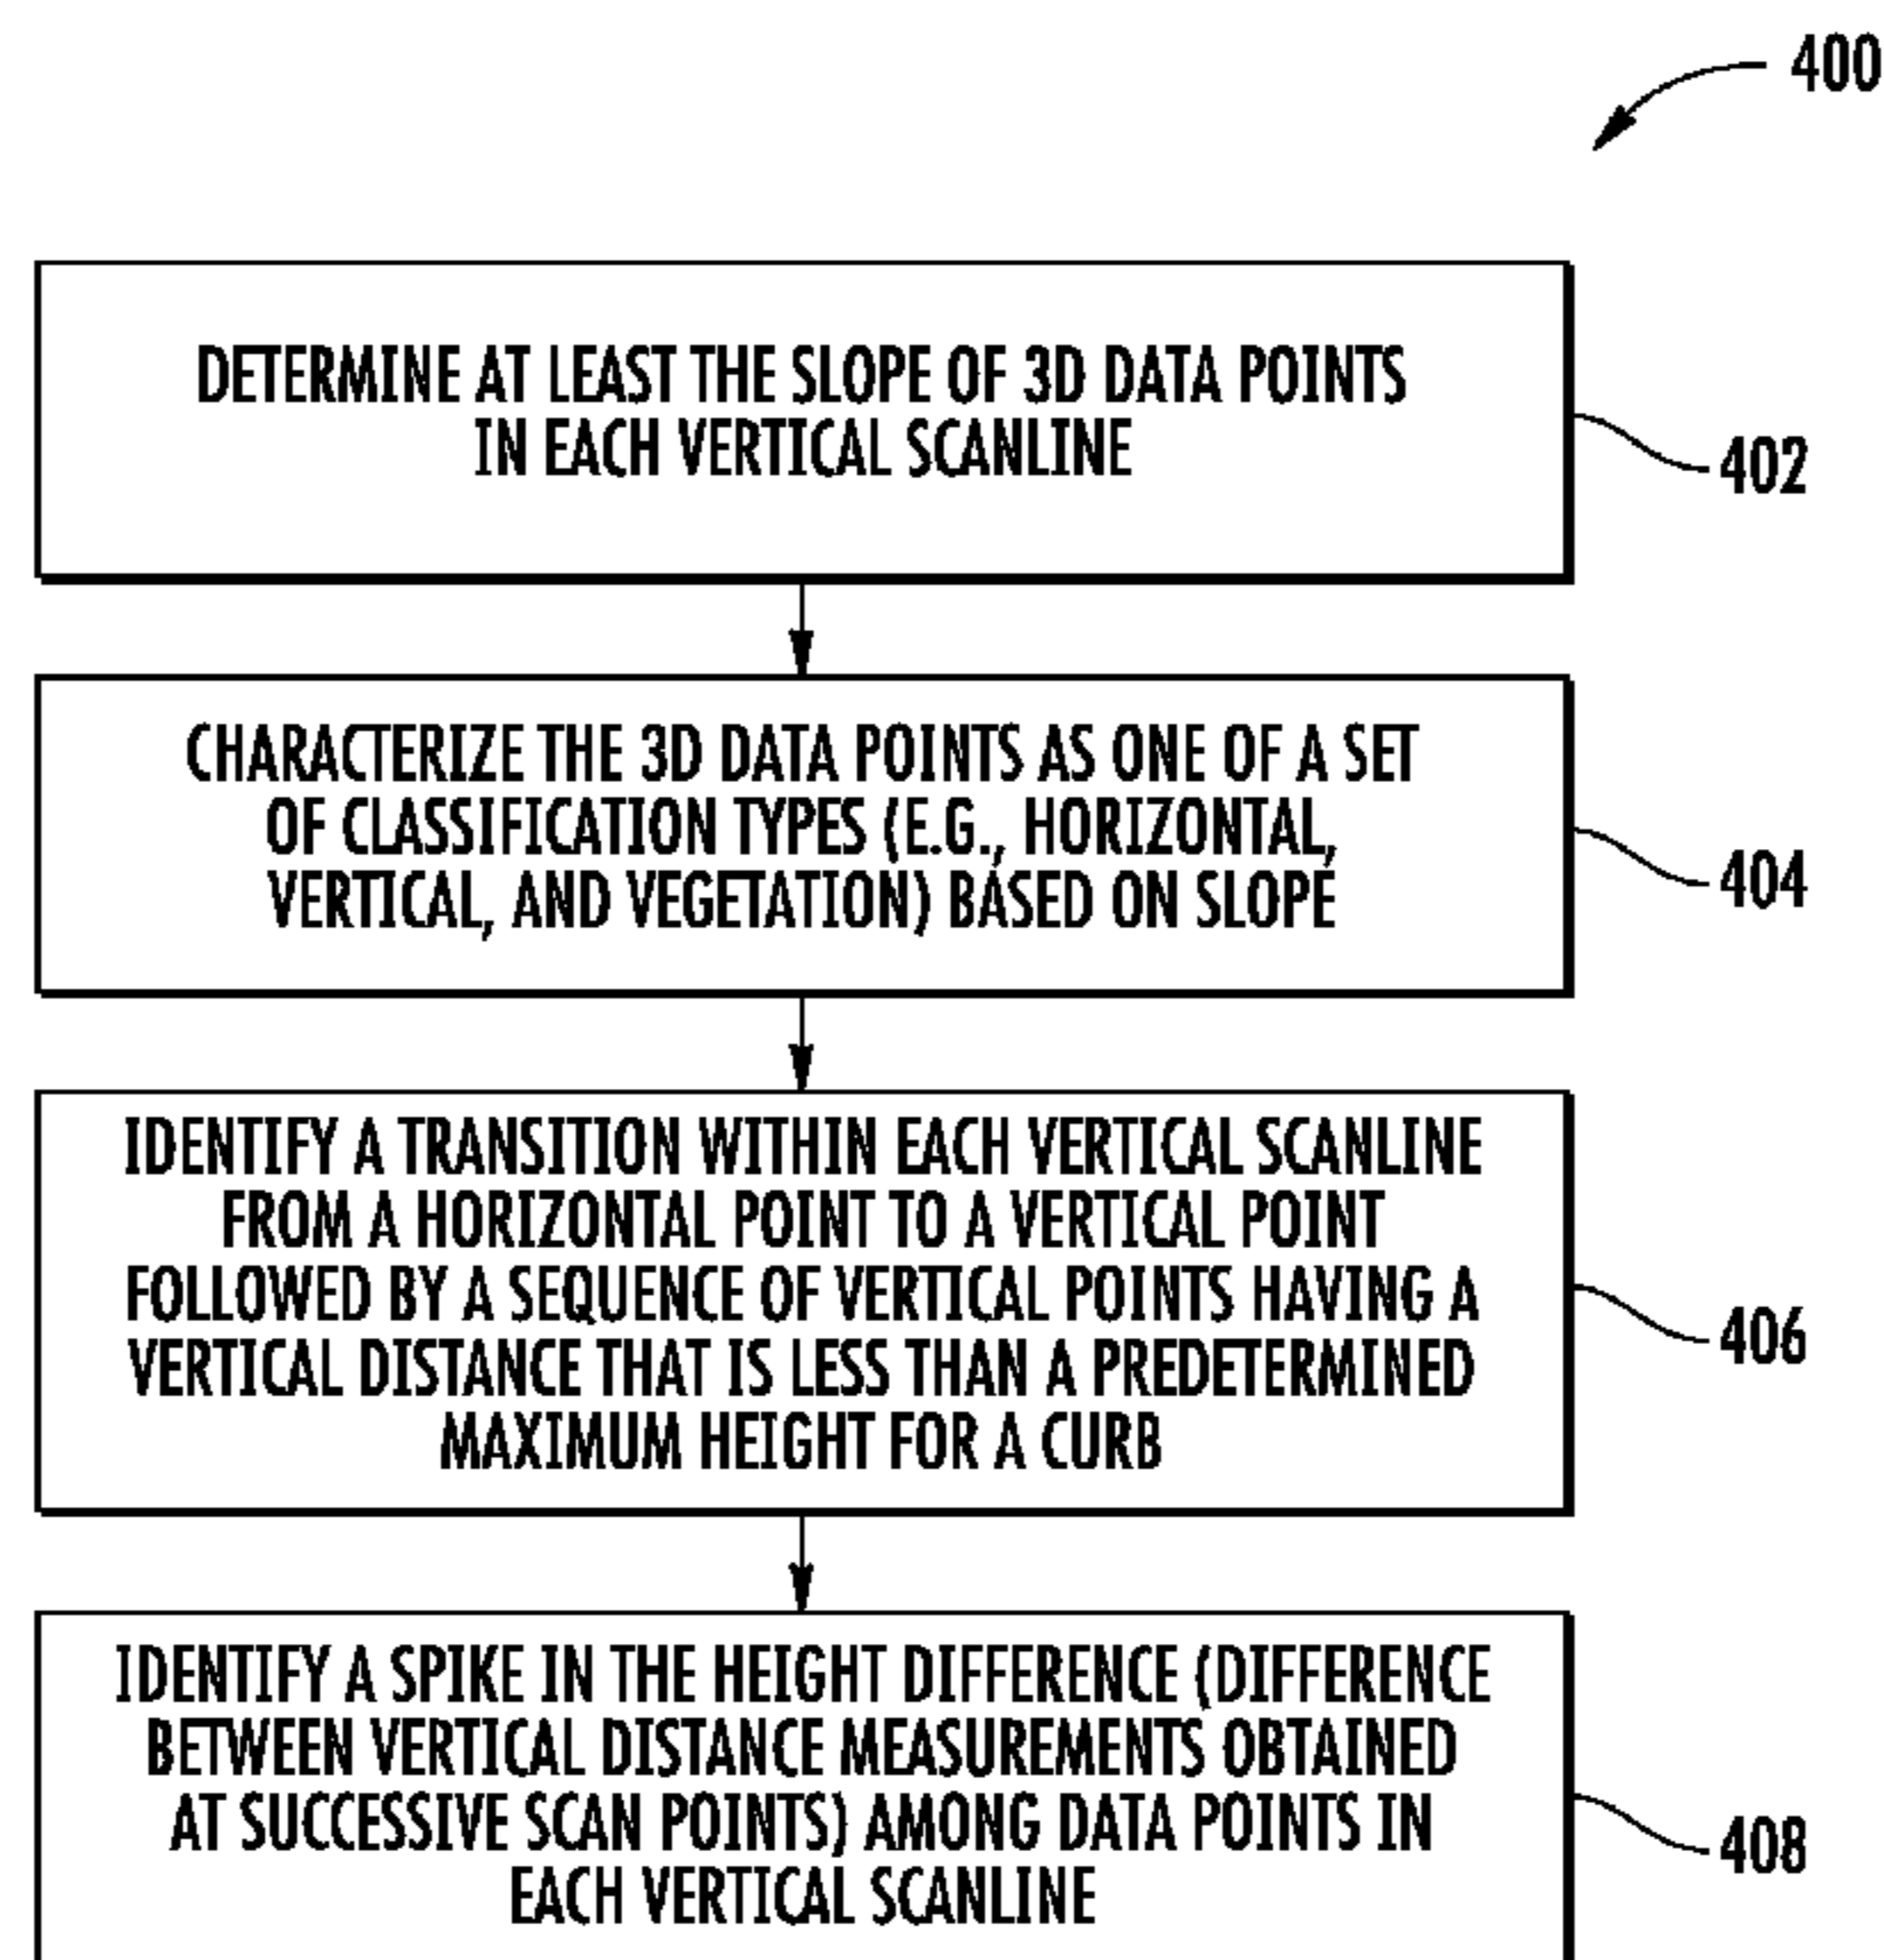 400
DETERMINE AT LEAST THE SLOPE OF 3D DATA POINTS
IN EACH VERTICAL SCANLINE
402
CHARACTERIZE THE 3D DATA POINTS AS ONE OF A SET
OF CLASSIFICATION TYPES (E.G., HORIZONTAL,
VERTICAL, AND VEGETATION) BASED ON SLOPE
404
IDENTIFY A TRANSITION WITHIN EACH VERTICAL SCANLINE
FROM A HORIZONTAL POINT TO A VERTICAL POINT
FOLLOWED BY A SEQUENCE OF VERTICAL POINTS HAVING A
VERTICAL DISTANCE THAT IS LESS THAN A PREDETERMINED
MAXIMUM HEIGHT FOR A CURB
406
IDENTIFY A SPIKE IN THE HEIGHT DIFFERENCE (DIFFERENCE
BETWEEN VERTICAL DISTANCE MEASUREMENTS OBTAINED
AT SUCCESSIVE SCAN POINTS) AMONG DATA POINTS IN
EACH VERTICAL SCANLINE
408